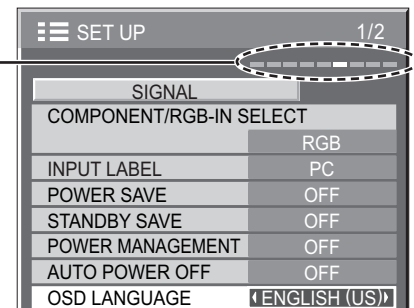 SET UP 1/2
SIGNAL
COMPONENT/RGB-IN SELECT
RGB
INPUT LABEL PC
POWER SAVE OFF
STANDBY SAVE OFF
POWER MANAGEMENT OFF
AUTO POWER OFF OFF
OSD LANGUAGE ENGLISH (US)